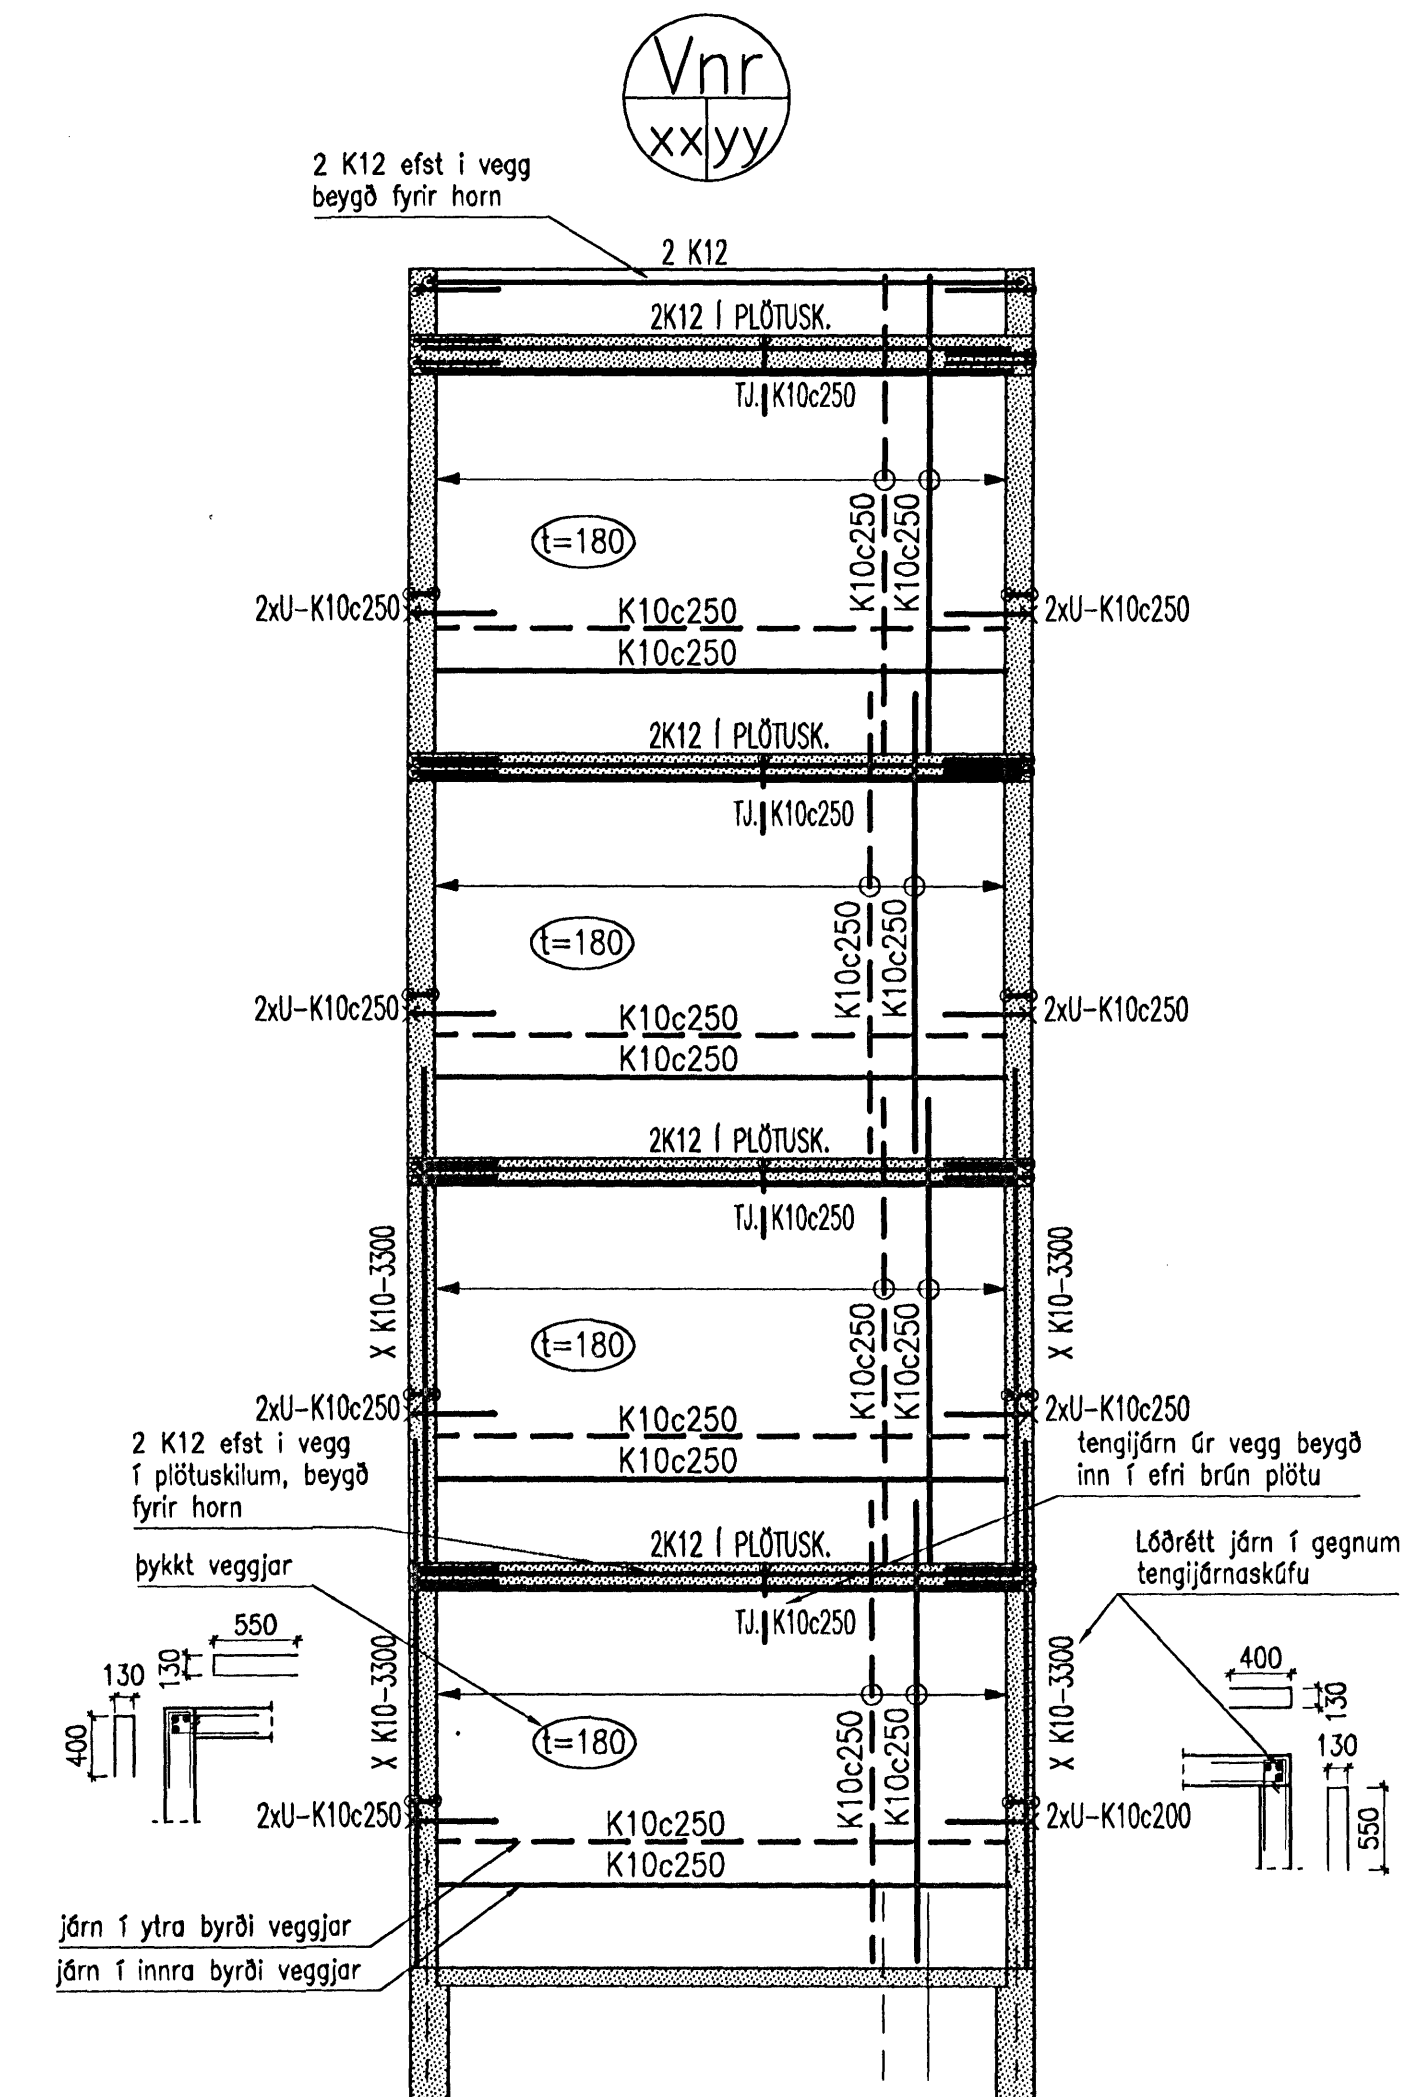 Vnr
xx yy
2 K12 efst i vegg
beygð fyrir horn
2 K12
2K12 Í PLÖTUSK.
TJ. K10c250
K10c250
K10c250
t=180
2xU-K10c250
K10c250
2xU-K10c250
K10c250
2K12 Í PLÖTUSK.
TJ. K10c250
K10c250
K10c250
t=180
2xU-K10c250
K10c250
2xU-K10c250
K10c250
2K12 Í PLÖTUSK.
TJ. K10c250
X K10-3300
X K10-3300
K10c250
K10c250
t=180
2xU-K10c250
K10c250
2xU-K10c250
2 K12 efst i vegg
í plötuskilum, beygð
fyrir horn
K10c250
tengijárn úr vegg beygð
inn í efri brún plötu
2K12 Í PLÖTUSK.
þykkt veggjar
Lóðrétt járn í gegnum
tengijárnaskúfu
TJ. K10c250
550
130
130
400
X K10-3300
X K10-3300
400
130
130
550
K10c250
K10c250
t=180
2xU-K10c250
K10c250
2xU-K10c200
K10c250
járn í ytra byrði veggjar
járn í innra byrði veggjar